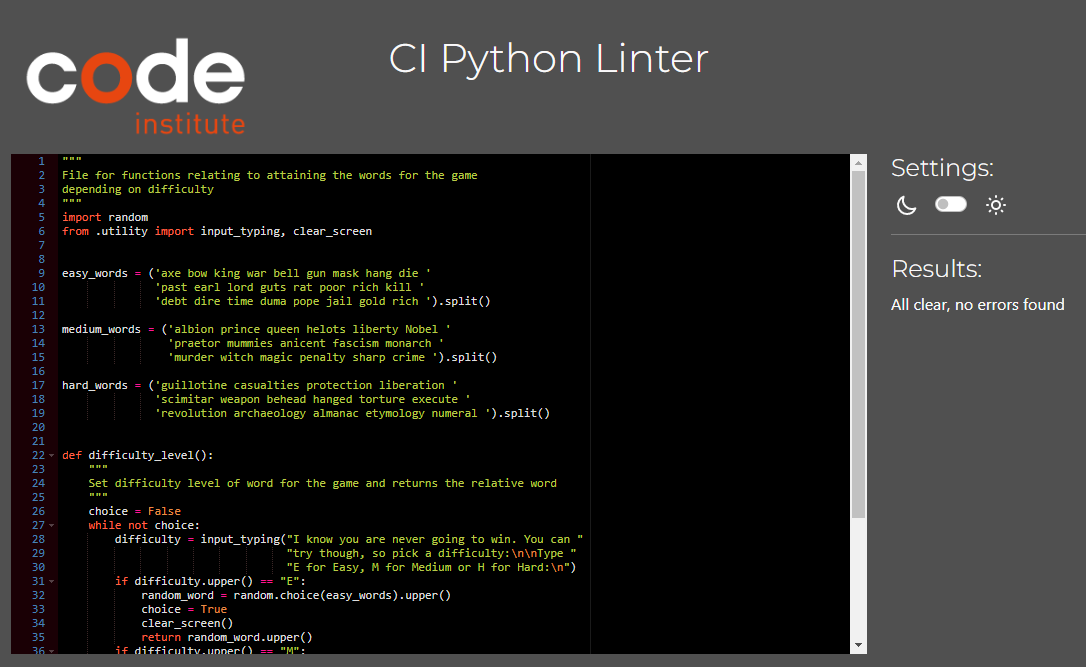 code
institute
CI Python Linter
1 """
2 File for functions relating to attaining the words for the game
3 depending on difficulty
4 """
5 import random
6 from .utility import input_typing, clear_screen
7
8
9 easy_words = ('axe bow king war bell gun mask hang die '
10 'past earl lord guts rat poor rich kill '
11 'debt dire time duma pope jail gold rich ').split()
12
13 medium_words = ('albion prince queen helots liberty Nobel '
14 'praetor mummies anicent fascism monarch '
15 'murder witch magic penalty sharp crime ').split()
16
17 hard_words = ('guillotine casualties protection liberation '
18 'scimitar weapon behead hanged torture execute '
19 'revolution archaeology almanac etymology numeral ').split()
20
21
22 def difficulty_level():
23 """
24 Set difficulty level of word for the game and returns the relative word
25 """
26 choice = False
27 while not choice:
28 difficulty = input_typing("I know you are never going to win. You can "
29 "try though, so pick a difficulty:\n\nType "
30 "E for Easy, M for Medium or H for Hard:\n")
31 if difficulty.upper() == "E":
32 random_word = random.choice(easy_words).upper()
33 choice = True
34 clear_screen()
35 return random_word.upper()
36 if difficulty.upper() == "M":
Settings:
Results:
All clear, no errors found